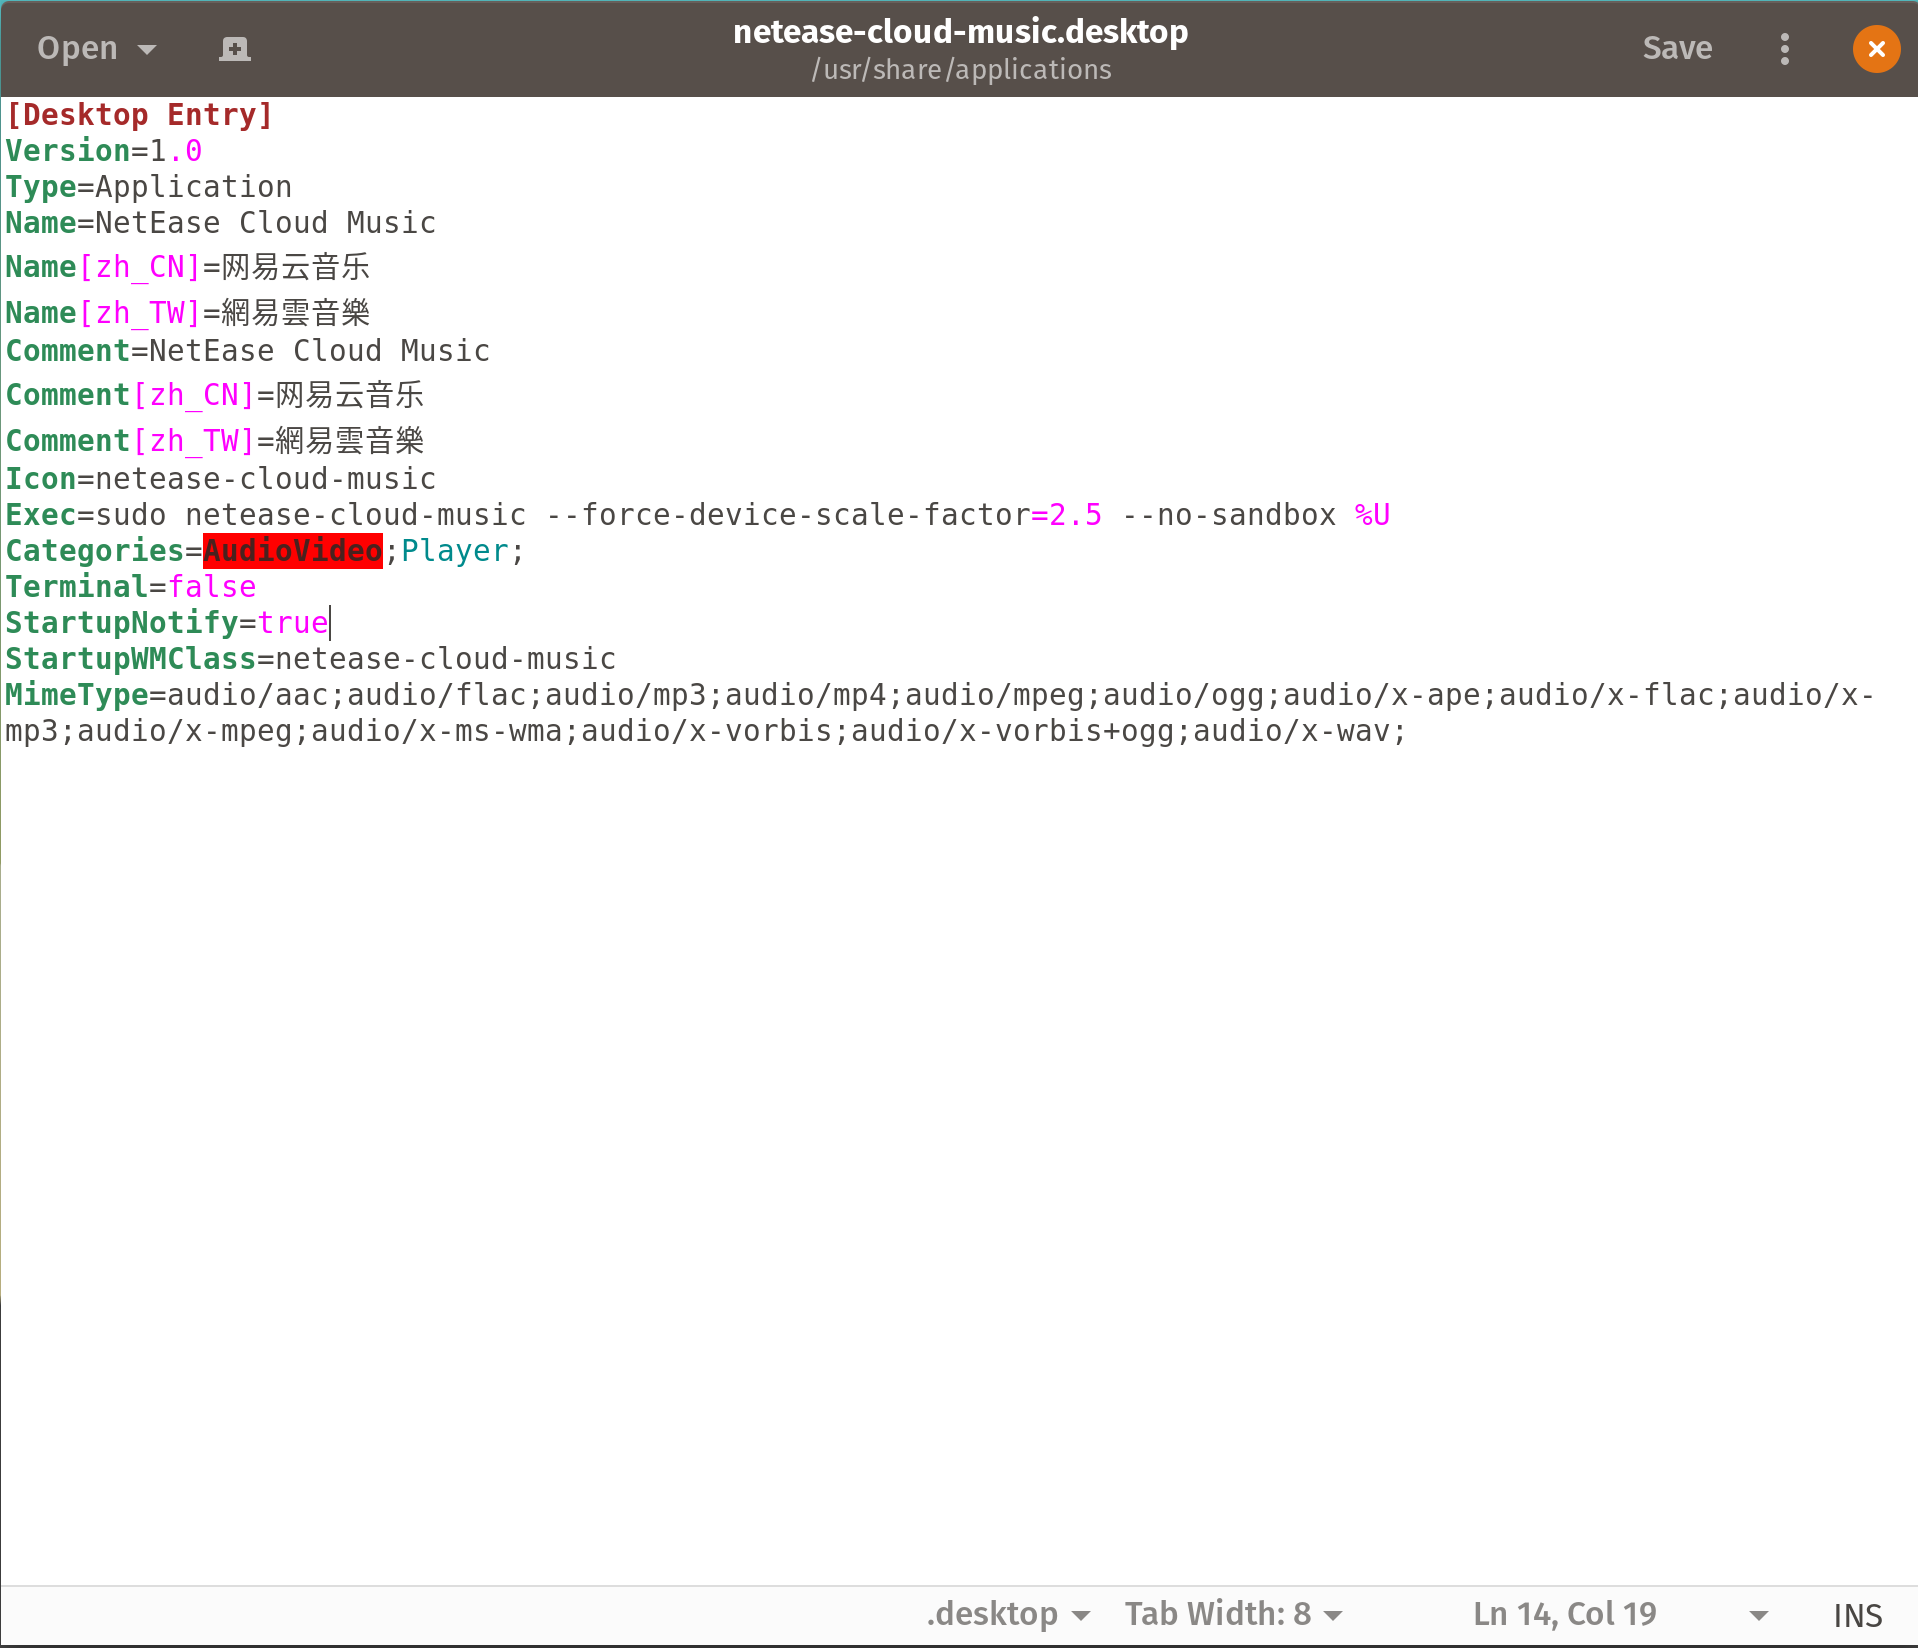 Open
netease-cloud-music.desktop
/usr/share/applications
Save
[Desktop Entry]
Version=1.0
Type=Application
Name=NetEase Cloud Music
Name[zh_CN]=网易云音乐
Name[zh_TW]=網易雲音樂
Comment=NetEase Cloud Music
Comment[zh_CN]=网易云音乐
Comment[zh_TW]=網易雲音樂
Icon=netease-cloud-music
Exec=sudo netease-cloud-music --force-device-scale-factor=2.5 --no-sandbox %U
Categories=AudioVideo;Player;
Terminal=false
StartupNotify=true
StartupWMClass=netease-cloud-music
MimeType=audio/aac;audio/flac;audio/mp3;audio/mp4;audio/mpeg;audio/ogg;audio/x-ape;audio/x-flac;audio/x-
mp3;audio/x-mpeg;audio/x-ms-wma;audio/x-vorbis;audio/x-vorbis+ogg;audio/x-wav;
.desktop Tab Width: 8 Ln 14, Col 19 INS